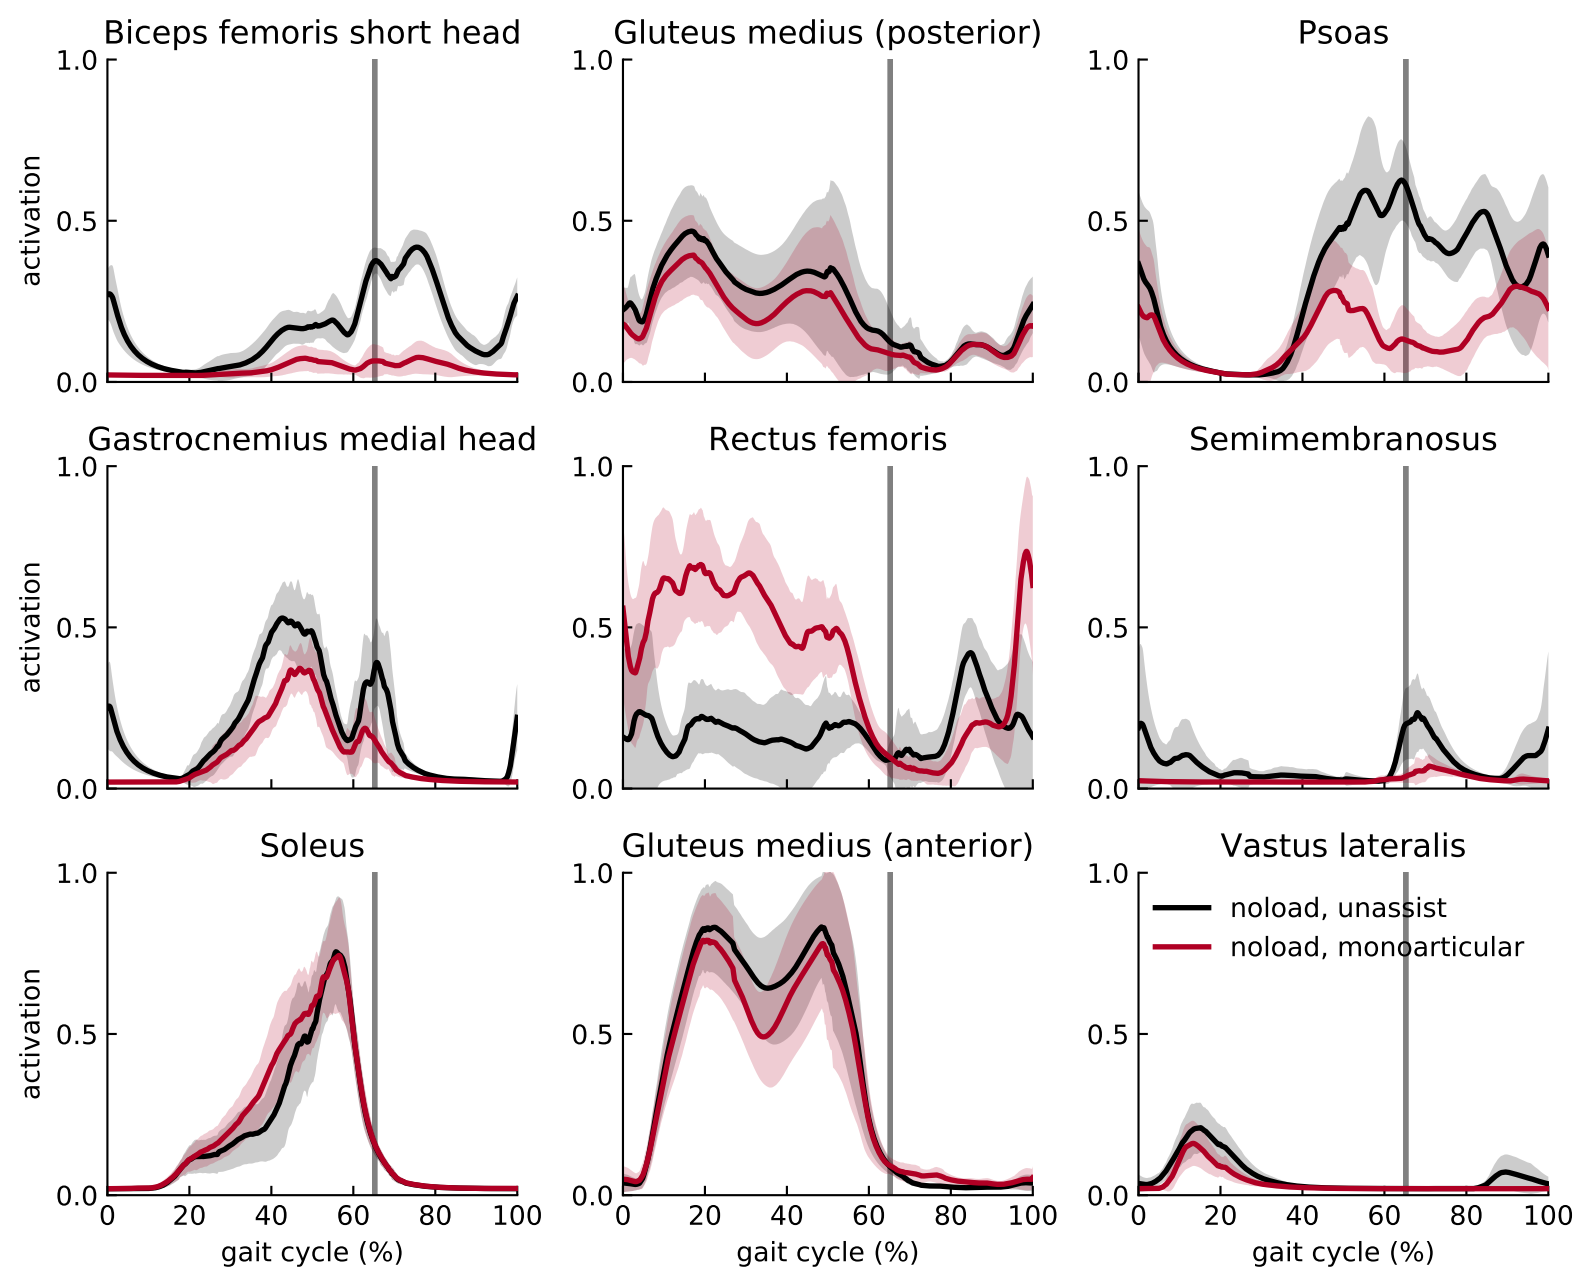 Biceps femoris short head
Gluteus medius (posterior)
Psoas
1.0
0.5
0.0
activation
1.0
0.5
0.0
1.0
0.5
0.0
Gastrocnemius medial head
Rectus femoris
Semimembranosus
1.0
0.5
0.0
activation
1.0
0.5
0.0
1.0
0.5
0.0
Soleus
Gluteus medius (anterior)
Vastus lateralis
1.0
0.5
0.0
activation
0 20 40 60 80 100
gait cycle (%)
1.0
0.5
0.0
0 20 40 60 80 100
gait cycle (%)
1.0
0.5
0.0
noload, unassist
noload, monoarticular
0 20 40 60 80 100
gait cycle (%)